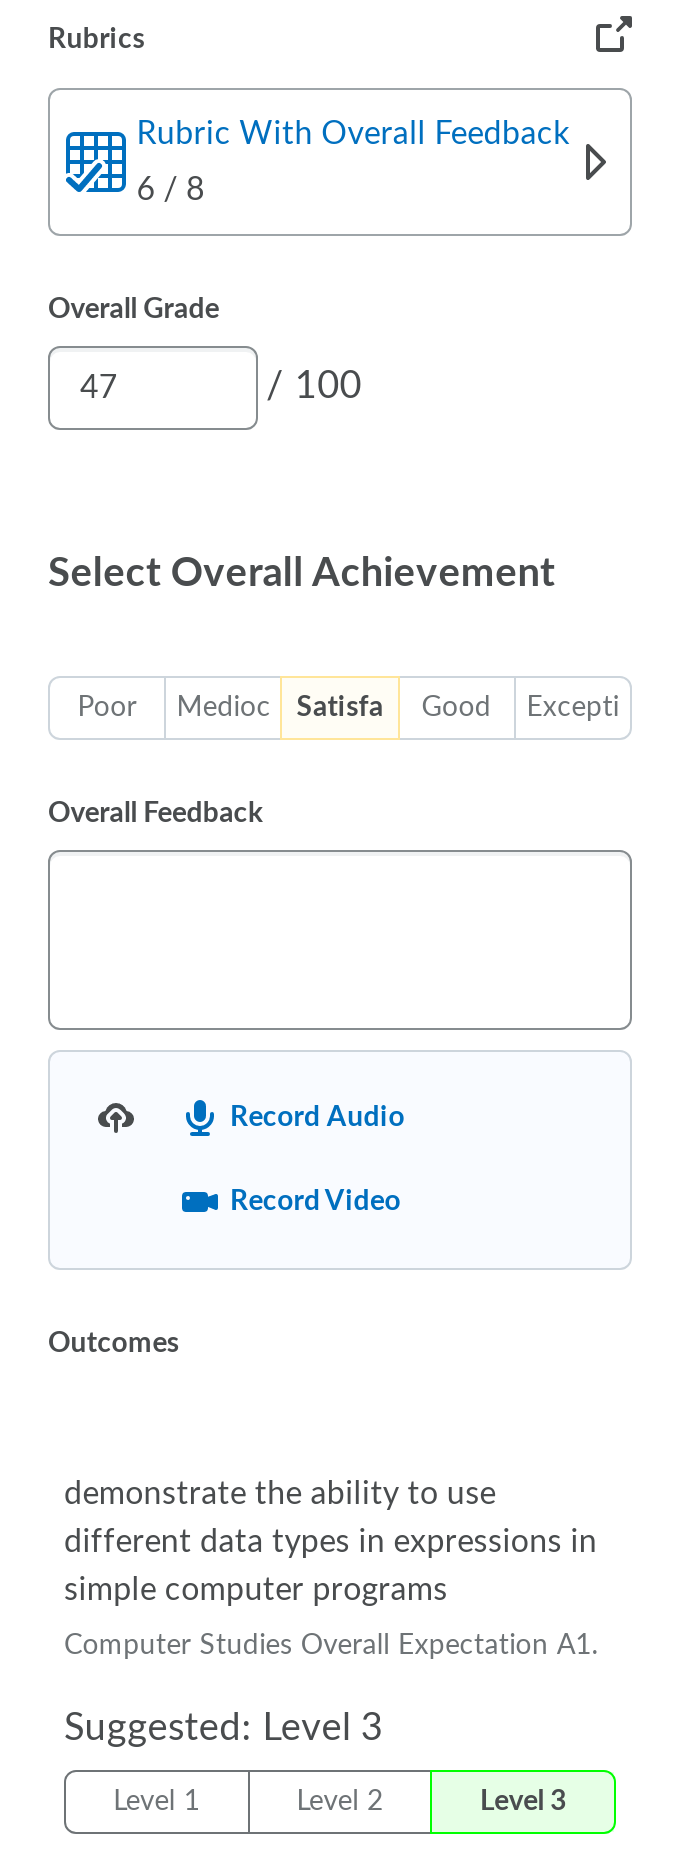 Rubrics
Rubric With Overall Feedback
6 / 8
Overall Grade
47 / 100
Select Overall Achievement
Poor Medioc Satisfa Good Excepti
Overall Feedback
Record Audio
Record Video
Outcomes
demonstrate the ability to use
different data types in expressions in
simple computer programs
Computer Studies Overall Expectation A1.
Suggested: Level 3
Level 1 Level 2 Level 3